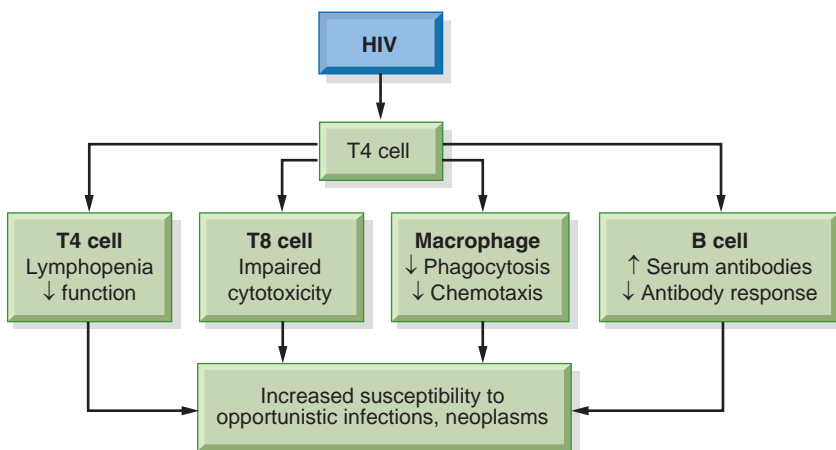 HIV
T4 cell
T4 cell
Lymphopenia
↓ function
T8 cell
Impaired
cytotoxicity
Macrophage
↓ Phagocytosis
↓ Chemotaxis
B cell
↑ Serum antibodies
↓ Antibody response
Increased susceptibility to
opportunistic infections, neoplasms